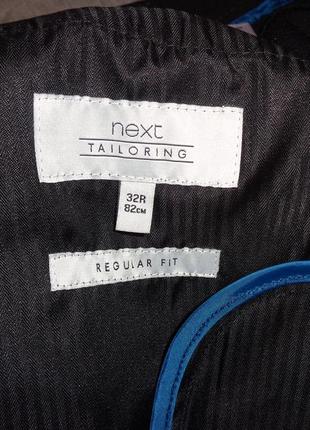 next
TAILORING
32R
82CM
REGULAR FIT